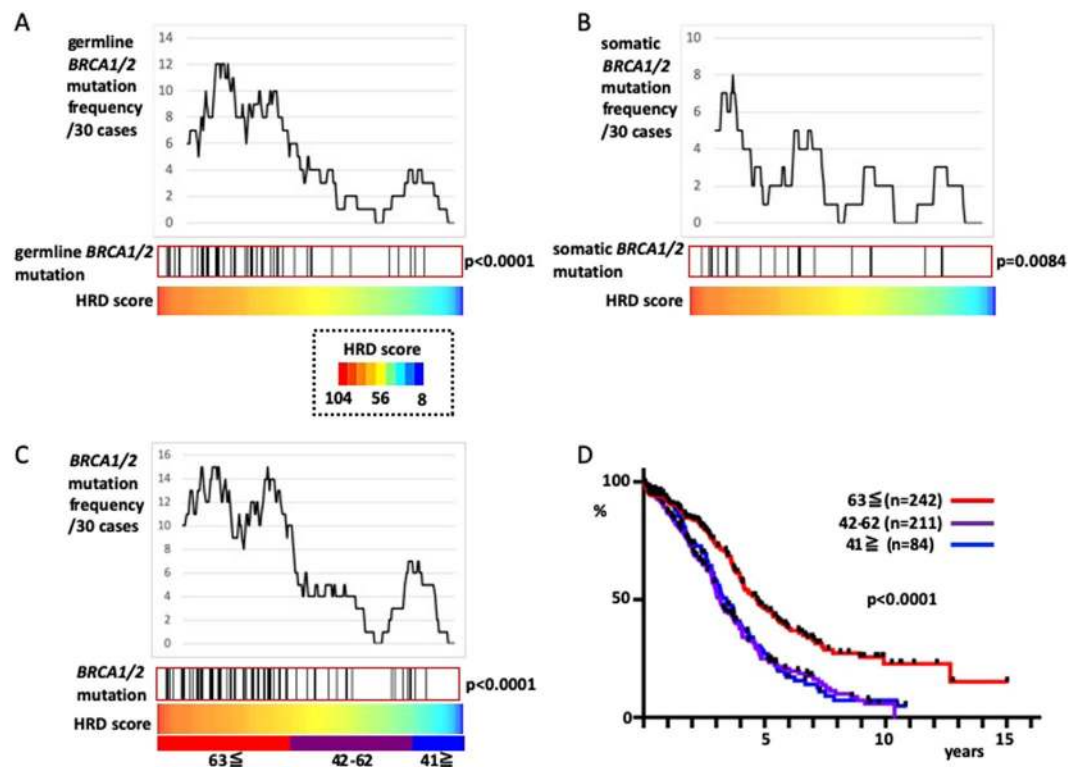 A
germline
BRCA1/2
mutation
frequency
/30 cases
14
12
10
8
6
4
2
0
germline BRCA1/2
mutation
p<0.0001
HRD score
B
somatic
BRCA1/2
mutation
frequency
/30 cases
10
8
6
4
2
0
somatic BRCA1/2
mutation
p=0.0084
HRD score
HRD score
104 56 8
C
BRCA1/2
mutation
frequency
/30 cases
16
14
12
10
8
6
4
2
0
BRCA1/2
mutation
p<0.0001
HRD score
63≦ 42-62 41≧
D
100
%
50
0
63≦(n=242)
42-62 (n=211)
41≧ (n=84)
p<0.0001
5 10 15
years